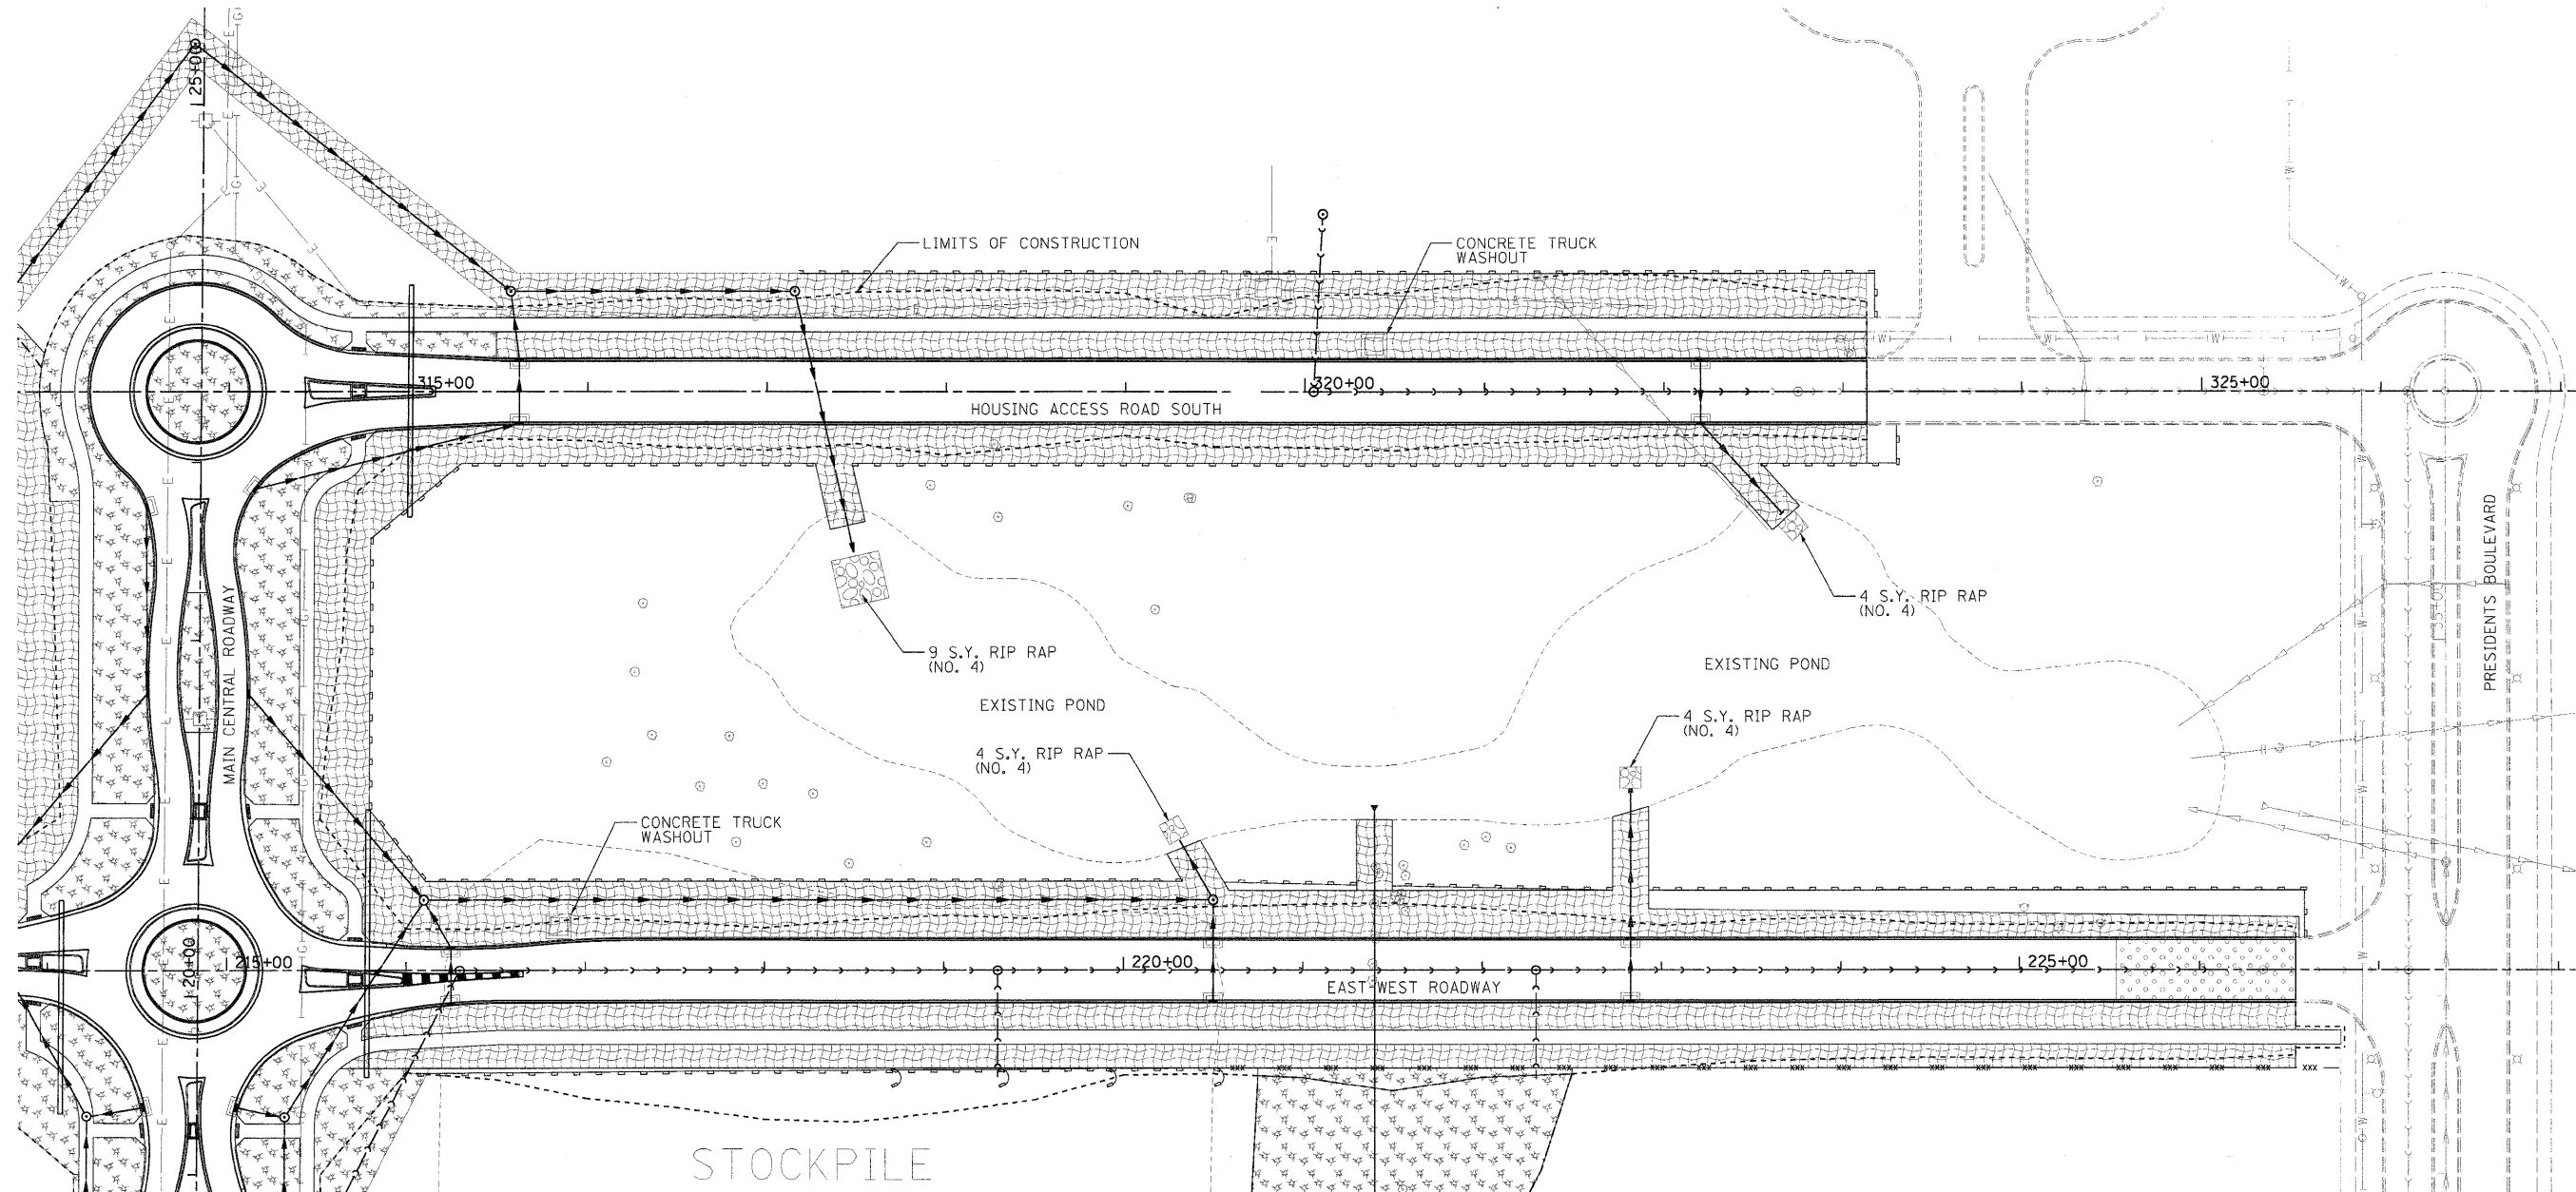 125+00
LIMITS OF CONSTRUCTION
CONCRETE TRUCK
WASHOUT
315+00
320+00
325+00
HOUSING ACCESS ROAD SOUTH
MAIN CENTRAL ROADWAY
9 S.Y. RIP RAP
(NO. 4)
4 S.Y. RIP RAP
(NO. 4)
EXISTING POND
EXISTING POND
PRESIDENTS BOULEVARD
4 S.Y. RIP RAP
(NO. 4)
4 S.Y. RIP RAP
(NO. 4)
CONCRETE TRUCK
WASHOUT
120+00
215+00
220+00
225+00
EAST WEST ROADWAY
STOCKPILE